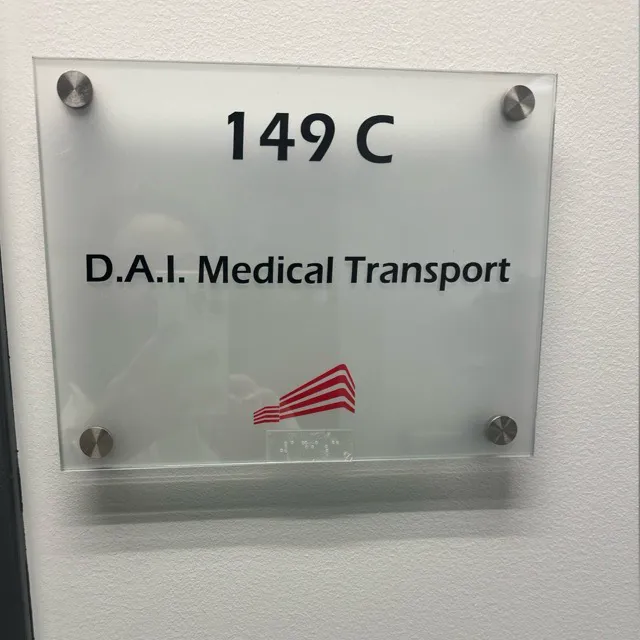 149 C
D.A.I. Medical Transport